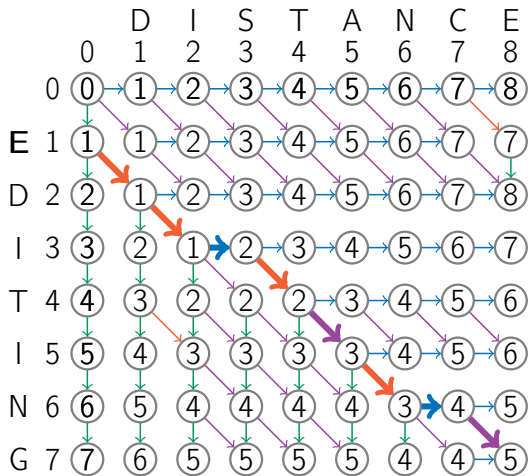 D I S T A N C E
0 1 2 3 4 5 6 7 8
0 0 1 2 3 4 5 6 7 8
E 1 1 1 2 3 4 5 6 7 7
D 2 2 1 2 3 4 5 6 7 8
I 3 3 2 1 2 3 4 5 6 7
T 4 4 3 2 2 2 3 4 5 6
I 5 5 4 3 3 3 3 4 5 6
N 6 6 5 4 4 4 4 3 4 5
G 7 7 6 5 5 5 5 4 4 5